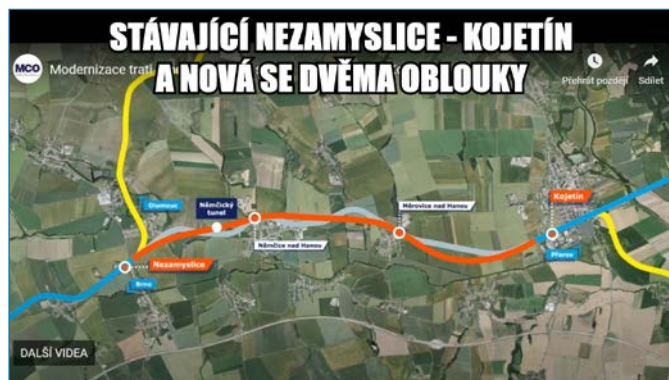 STÁVAJÍCÍ NEZAMYSLICE - KOJETÍN
A NOVÁ SE DVĚMA OBLOUKY
MCO
Modernizace trati
Přehrát později
Sdílet
Olomouc
Němčický
tunel
Měrovice nad Hanou
Kojetín
Němčice nad Hanou
Nezamyslice
Přerov
Brno
DALŠÍ VIDEA